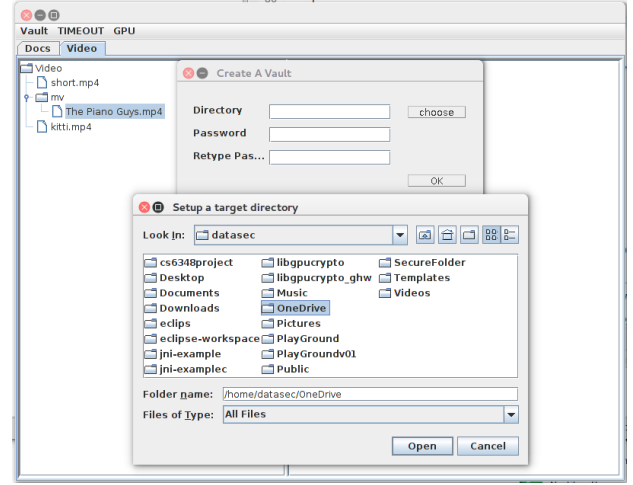 Vault TIMEOUT GPU
Docs Video
Video
short.mp4
mv
The Piano Guys.mp4
kitti.mp4
Create A Vault
Directory choose
Password
Retype Pas...
OK
Setup a target directory
Look In: datasec
cs6348project libgpucrypto SecureFolder
Desktop libgpucrypto_ghw Templates
Documents Music Videos
Downloads OneDrive
eclips Pictures
eclipse-workspace PlayGround
jni-example PlayGroundv01
jni-examplec Public
Folder name: /home/datasec/OneDrive
Files of Type: All Files
Open Cancel